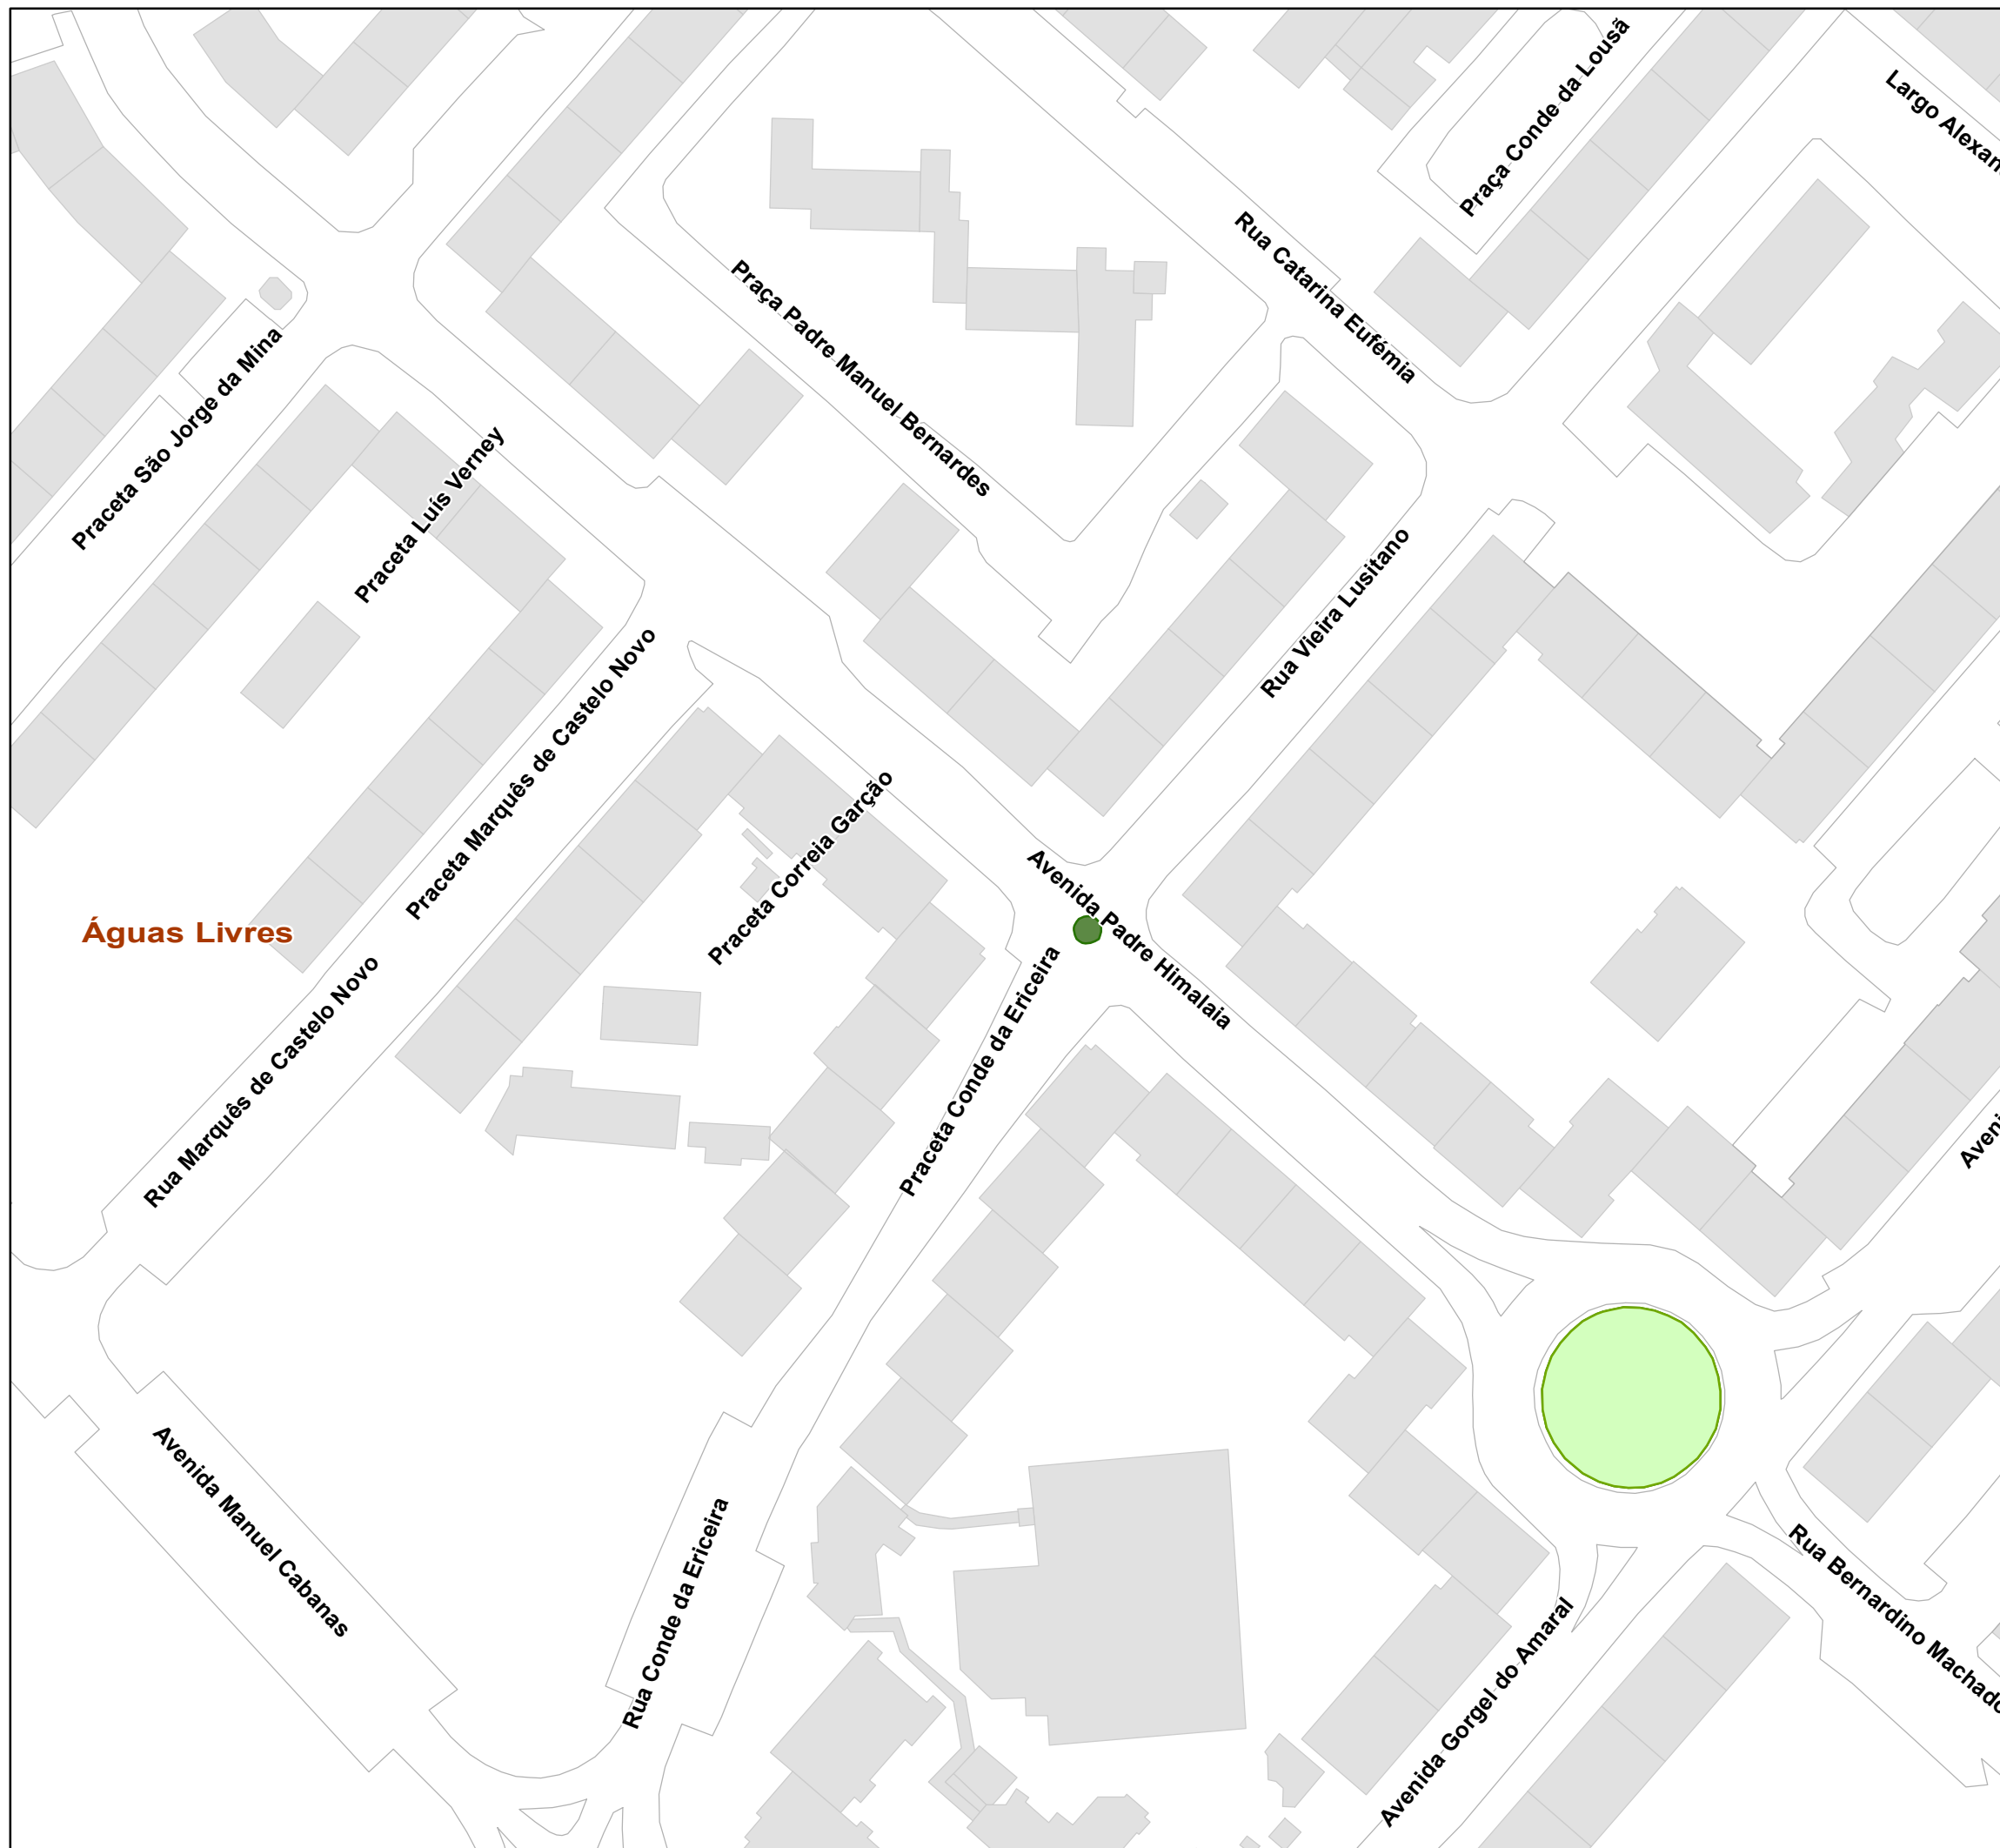 Praça Conde da Lousã
Largo Alexan
Rua Catarina Eufémia
Praça Padre Manuel Bernardes
Praceta São Jorge da Mina
Praceta Luís Verney
Rua Vieira Lusitano
Praceta Marquês de Castelo Novo
Praceta Correia Garção
Avenida Padre Himalaia
Águas Livres
Rua Marquês de Castelo Novo
Praceta Conde da Ericeira
Aveni
Avenida Manuel Cabanas
Rua Conde da Ericeira
Rua Bernardino Machado
Avenida Gorgel do Amaral